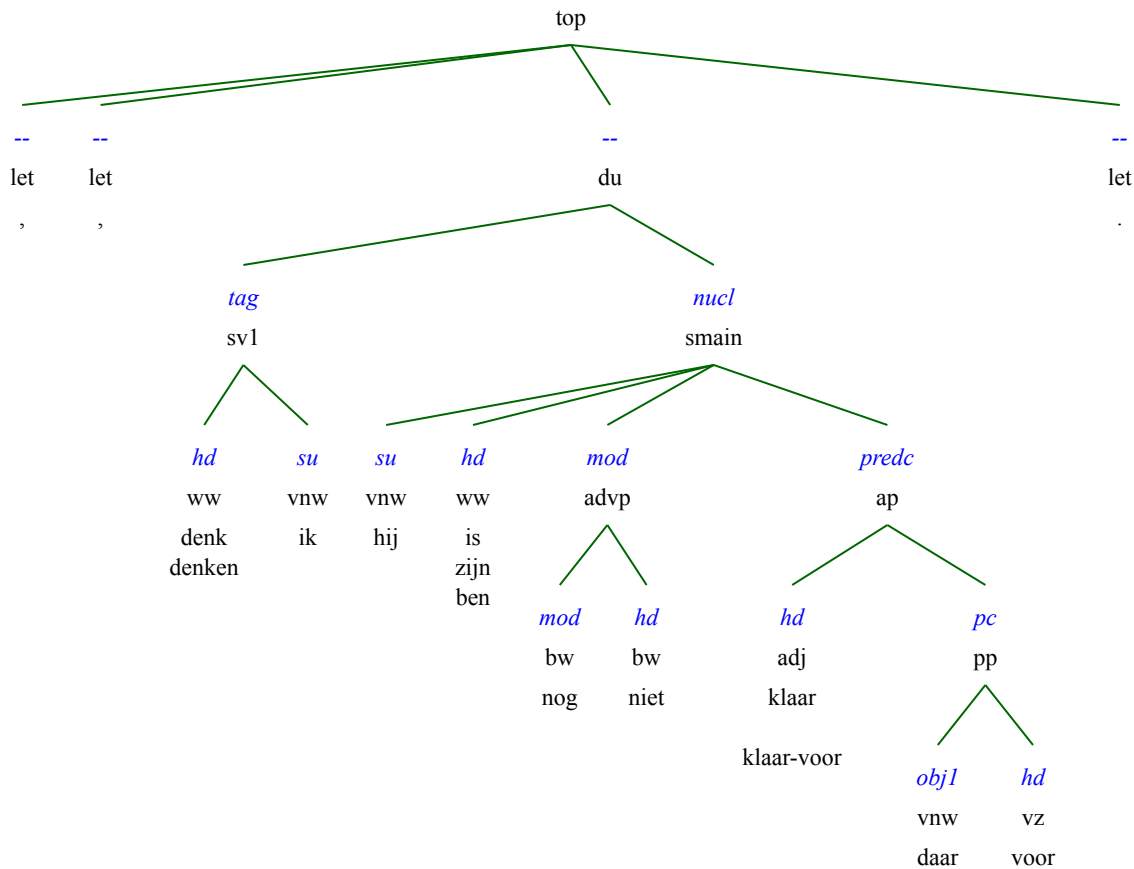 top
-- -- -- --
let let du let
, , .
tag nucl
sv1 smain
hd su su hd mod predc
ww vnw vnw ww advp ap
denk ik hij is
denken zijn
ben
mod hd hd pc
bw bw adj pp
nog niet klaar
klaar-voor
obj1 hd
vnw vz
daar voor